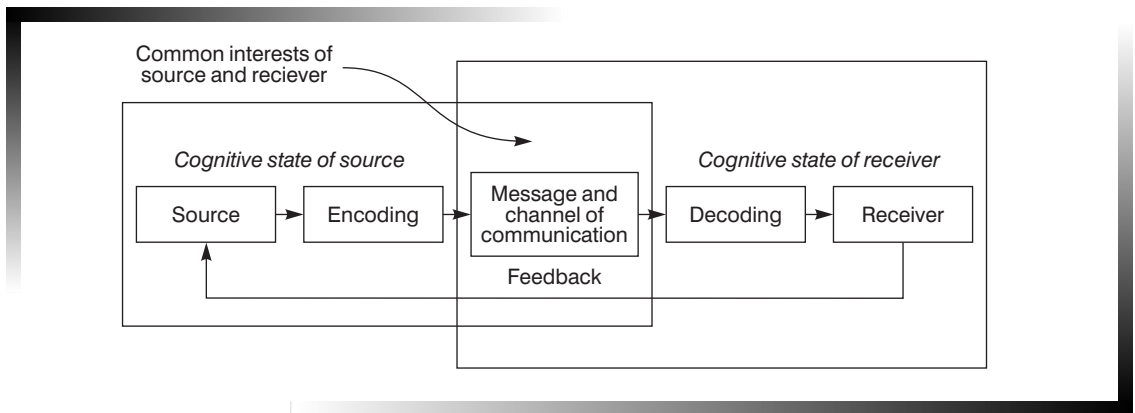 Common interests of
source and reciever
Cognitive state of source
Cognitive state of receiver
Source
Encoding
Message and
channel of
communication
Decoding
Receiver
Feedback